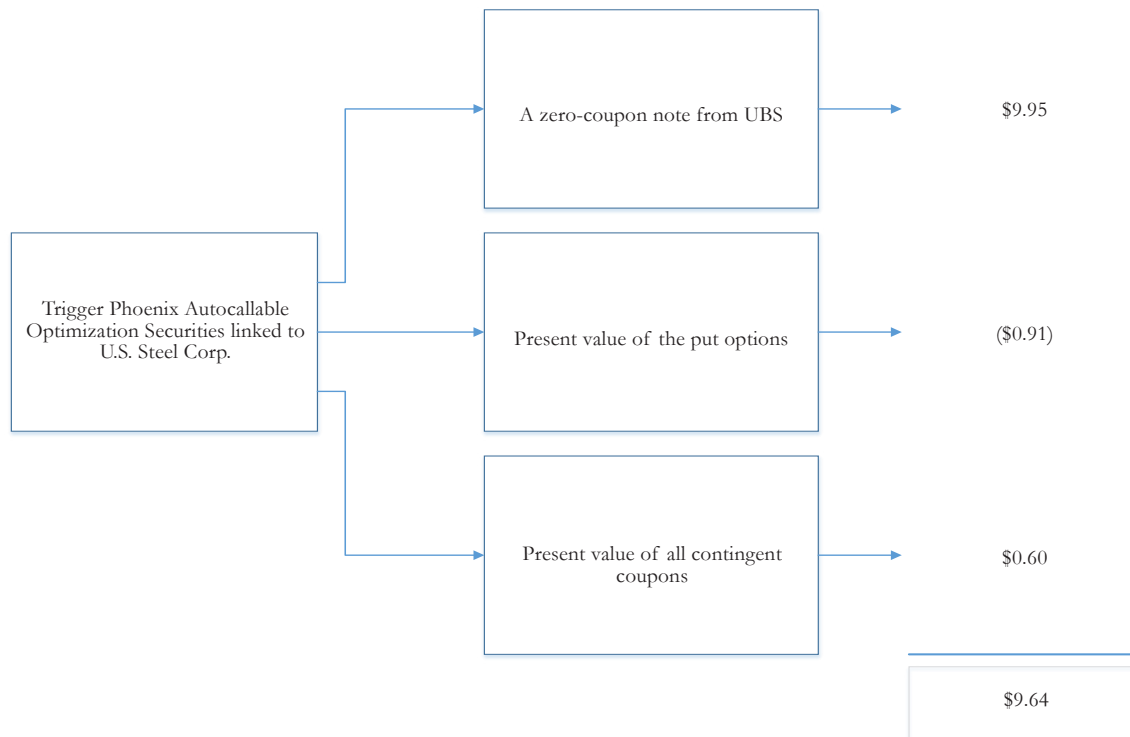 A zero-coupon note from UBS
$9.95
Trigger Phoenix Autocallable
Optimization Securities linked to
U.S. Steel Corp.
Present value of the put options
($0.91)
Present value of all contingent
coupons
$0.60
$9.64